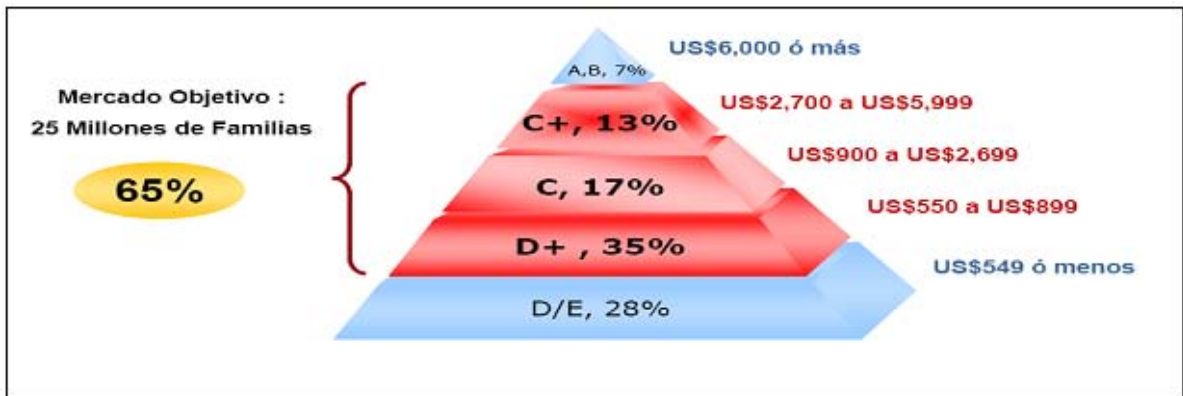 US$6,000 ó más
A,B, 7%
Mercado Objetivo :
25 Millones de Familias
65%
US$2,700 a US$5,999
C+, 13%
US$900 a US$2,699
C, 17%
US$550 a US$899
D+ , 35%
US$549 ó menos
D/E, 28%